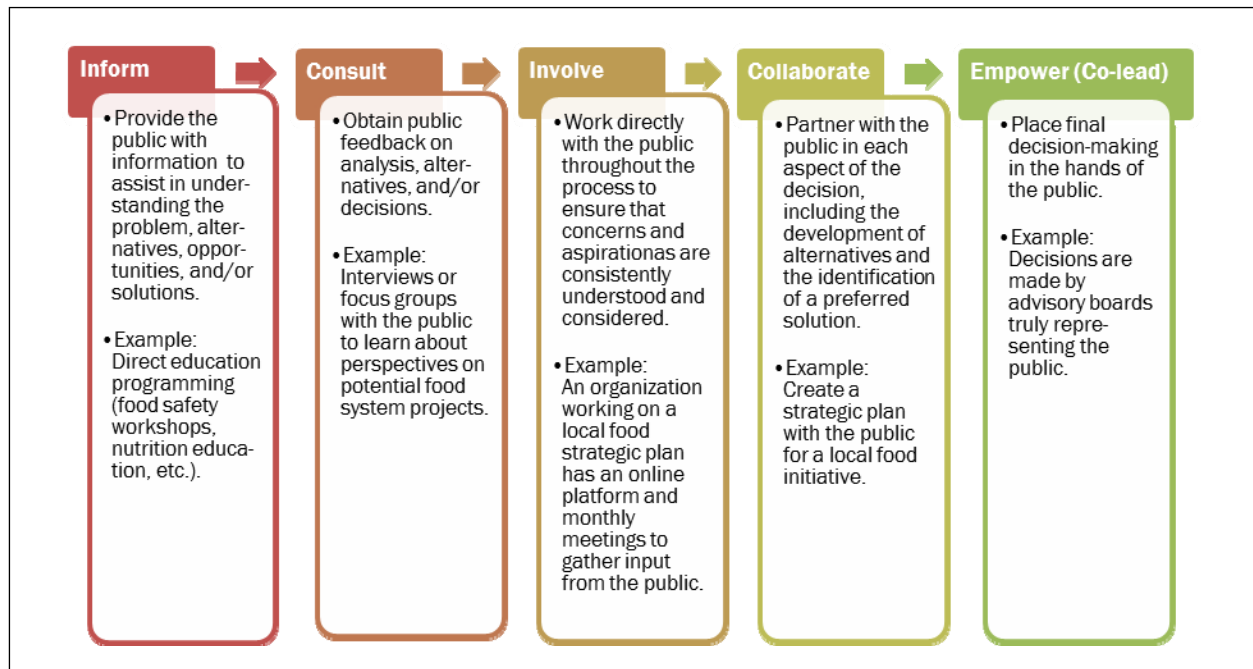 Inform
• Provide the
public with
information to
assist in under-
standing the
problem, alter-
natives, oppor-
tunities, and/or
solutions.
• Example:
Direct education
programming
(food safety
workshops,
nutrition educa-
tion, etc.).
Consult
• Obtain public
feedback on
analysis, alter-
natives, and/or
decisions.
• Example:
Interviews or
focus groups
with the public
to learn about
perspectives on
potential food
system projects.
Involve
• Work directly
with the public
throughout the
process to
ensure that
concerns and
aspirationas are
consistently
understood and
considered.
• Example:
An organization
working on a
local food
strategic plan
has an online
platform and
monthly
meetings to
gather input
from the public.
Collaborate
• Partner with the
public in each
aspect of the
decision,
including the
development of
alternatives and
the identification
of a preferred
solution.
• Example:
Create a
strategic plan
with the public
for a local food
initiative.
Empower (Co-lead)
• Place final
decision-making
in the hands of
the public.
• Example:
Decisions are
made by
advisory boards
truly repre-
senting the
public.